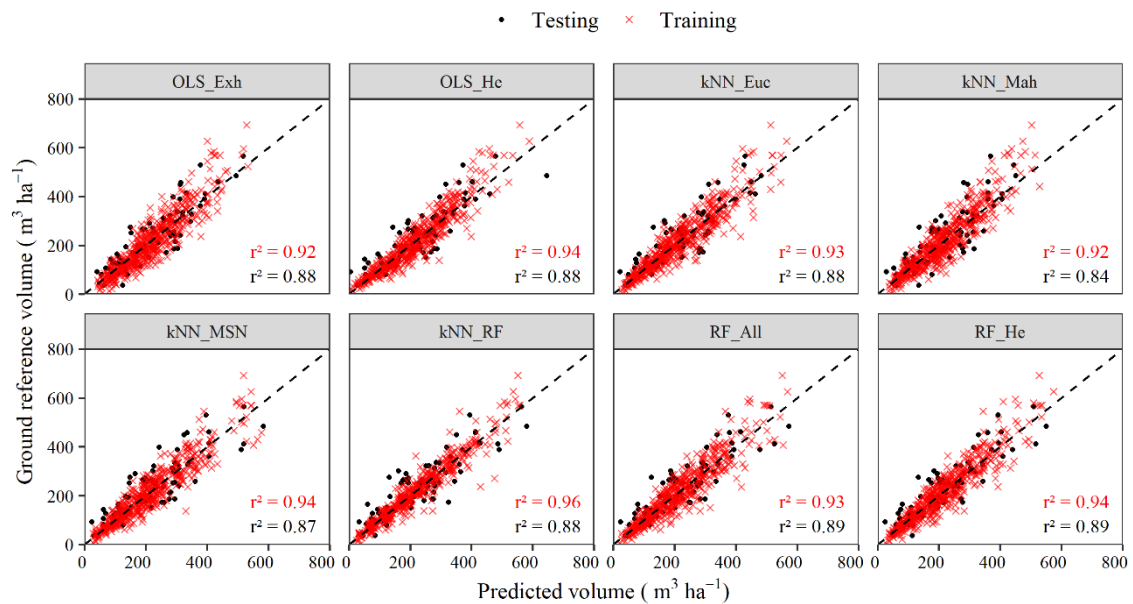 Testing Training
OLS_Exh OLS_He kNN_Euc kNN_Mah
800
600
400
200
0
r² = 0.92 r² = 0.94 r² = 0.93 r² = 0.92
r² = 0.88 r² = 0.88 r² = 0.88 r² = 0.84
kNN_MSN kNN_RF RF_All RF_He
800
600
400
200
0
r² = 0.94 r² = 0.96 r² = 0.93 r² = 0.94
r² = 0.87 r² = 0.88 r² = 0.89 r² = 0.89
0 200 400 600 800 0 200 400 600 800 0 200 400 600 800 0 200 400 600 800
Predicted volume ( m³ ha⁻¹)
Ground reference volume ( m³ ha⁻¹)